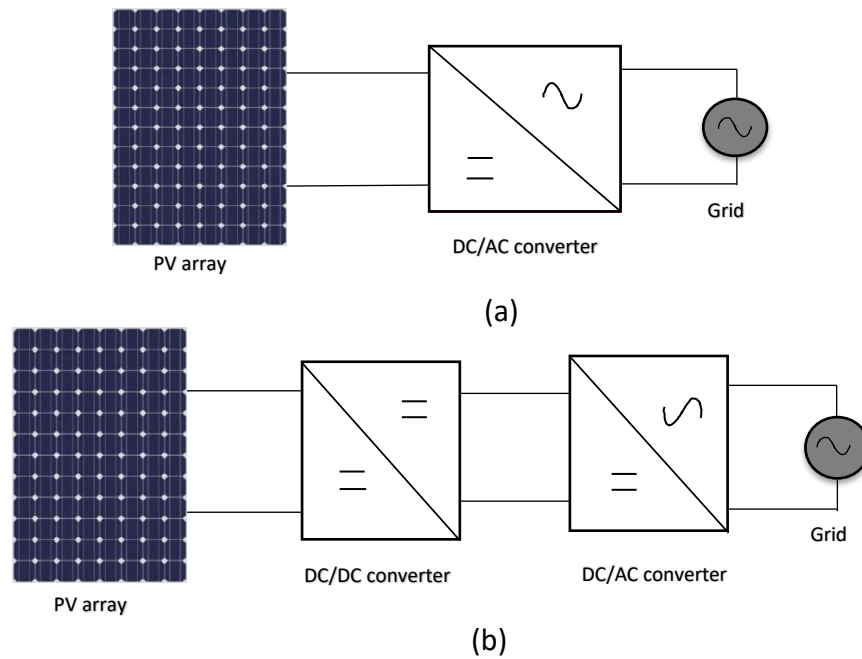 PV array
DC/AC converter
Grid
(a)
PV array
DC/DC converter
DC/AC converter
Grid
(b)